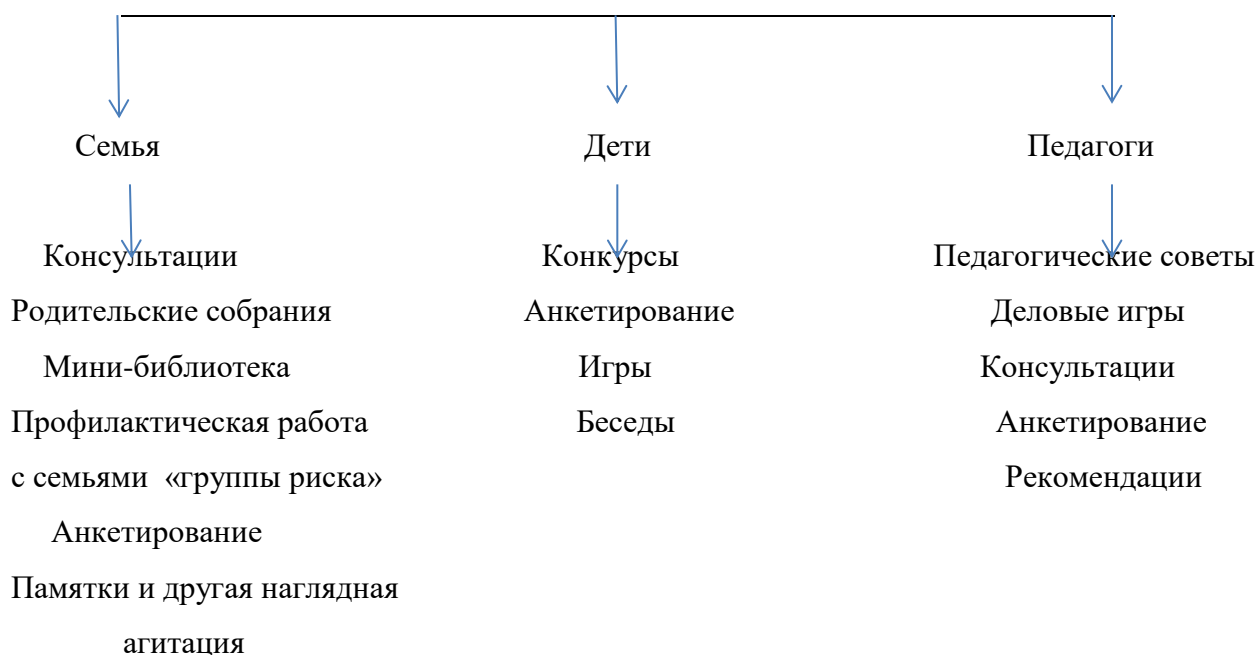 Семья
Дети
Педагоги
Консультации
Родительские собрания
Мини-библиотека
Профилактическая работа
с семьями «группы риска»
Анкетирование
Памятки и другая наглядная
агитация
Конкурсы
Анкетирование
Игры
Беседы
Педагогические советы
Деловые игры
Консультации
Анкетирование
Рекомендации